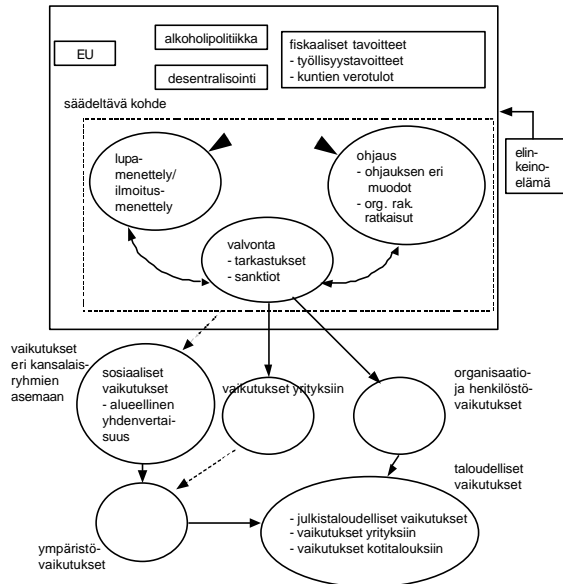 alkoholipolitiikka
EU
desentralisointi
fiskaaliset tavoitteet
- työllisyystavoitteet
- kuntien verotulot
säädeltävä kohde
elin-
keino-
elämä
lupa-
menettely/
ilmoitus-
menettely
ohjaus
- ohjauksen eri
muodot
- org. rak.
ratkaisut
valvonta
- tarkastukset
- sanktiot
vaikutukset
eri kansalais-
ryhmien
asemaan
sosiaaliset
vaikutukset
- alueellinen
yhdenvertai-
suus
vaikutukset yrityksiin
organisaatio-
ja henkilöstö-
vaikutukset
taloudelliset
vaikutukset
- julkistaloudelliset vaikutukset
- vaikutukset yrityksiin
- vaikutukset kotitalouksiin
ympäristö-
vaikutukset